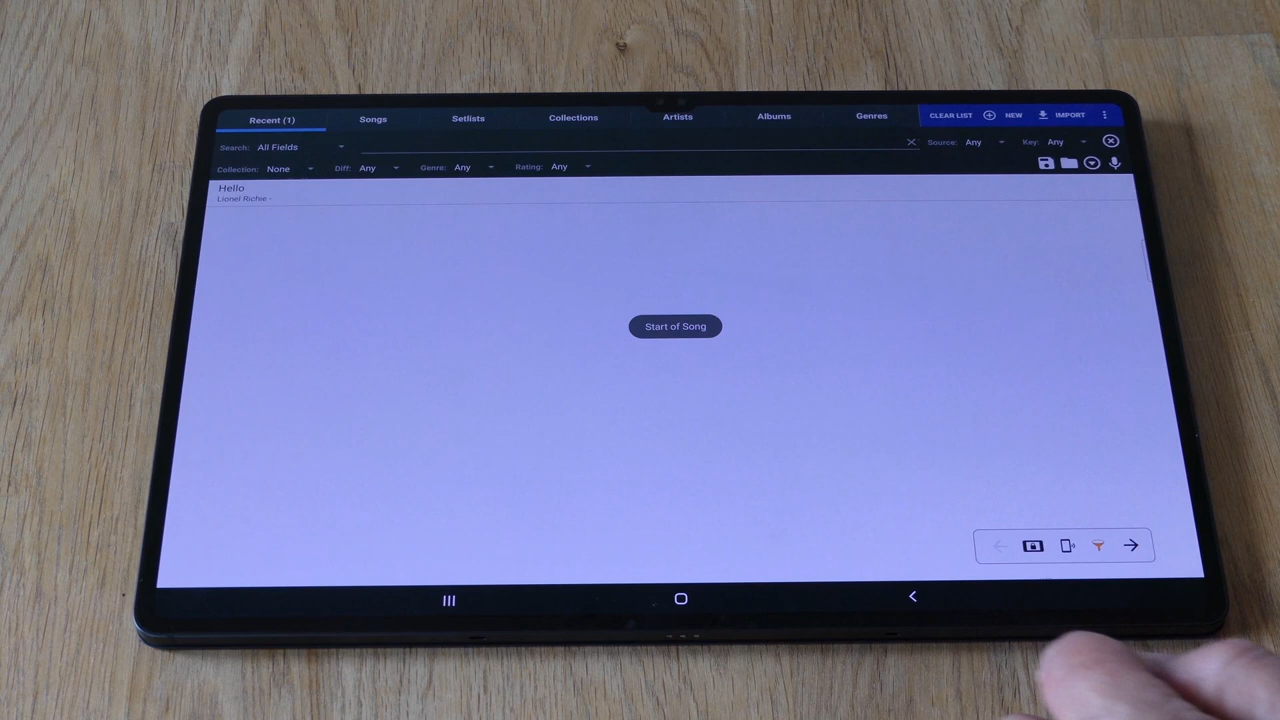 Recent (1) Songs Setlists Collections Artists Albums Genres CLEAR LIST NEW IMPORT
Search: All Fields Source: Any Key: Any
Collection: None Diff: Any Genre: Any Rating: Any
Hello
Lionel Richie -
Start of Song